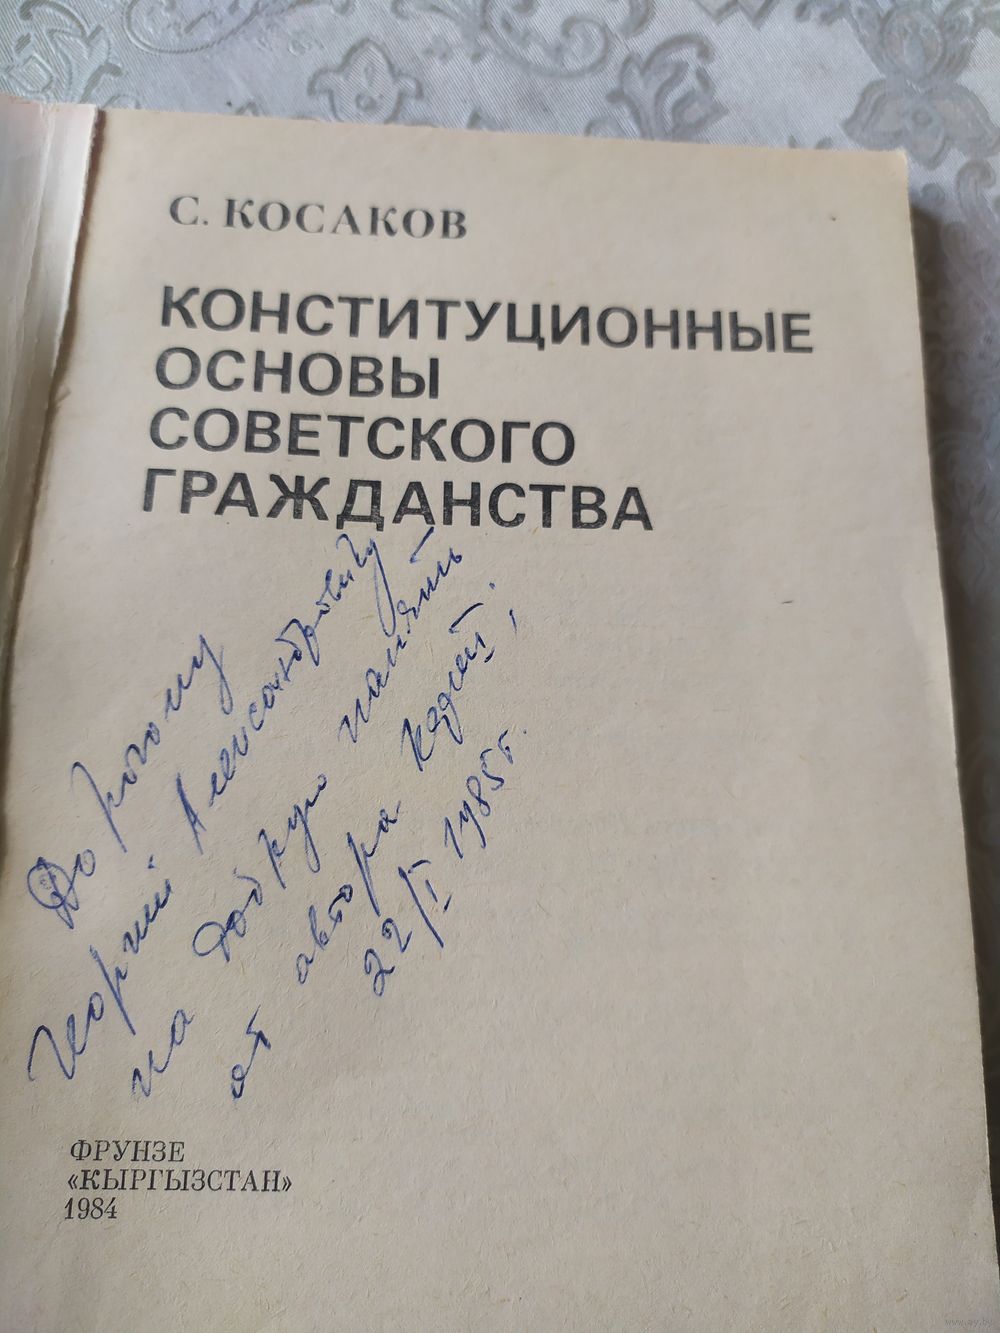 С. КОСАКОВ
КОНСТИТУЦИОННЫЕ
ОСНОВЫ
СОВЕТСКОГО
ГРАЖДАНСТВА
Дорогому
Георгий Александровичу
на добрую память
от автора
22/I 1985 г.
ФРУНЗЕ
«КЫРГЫЗСТАН»
1984